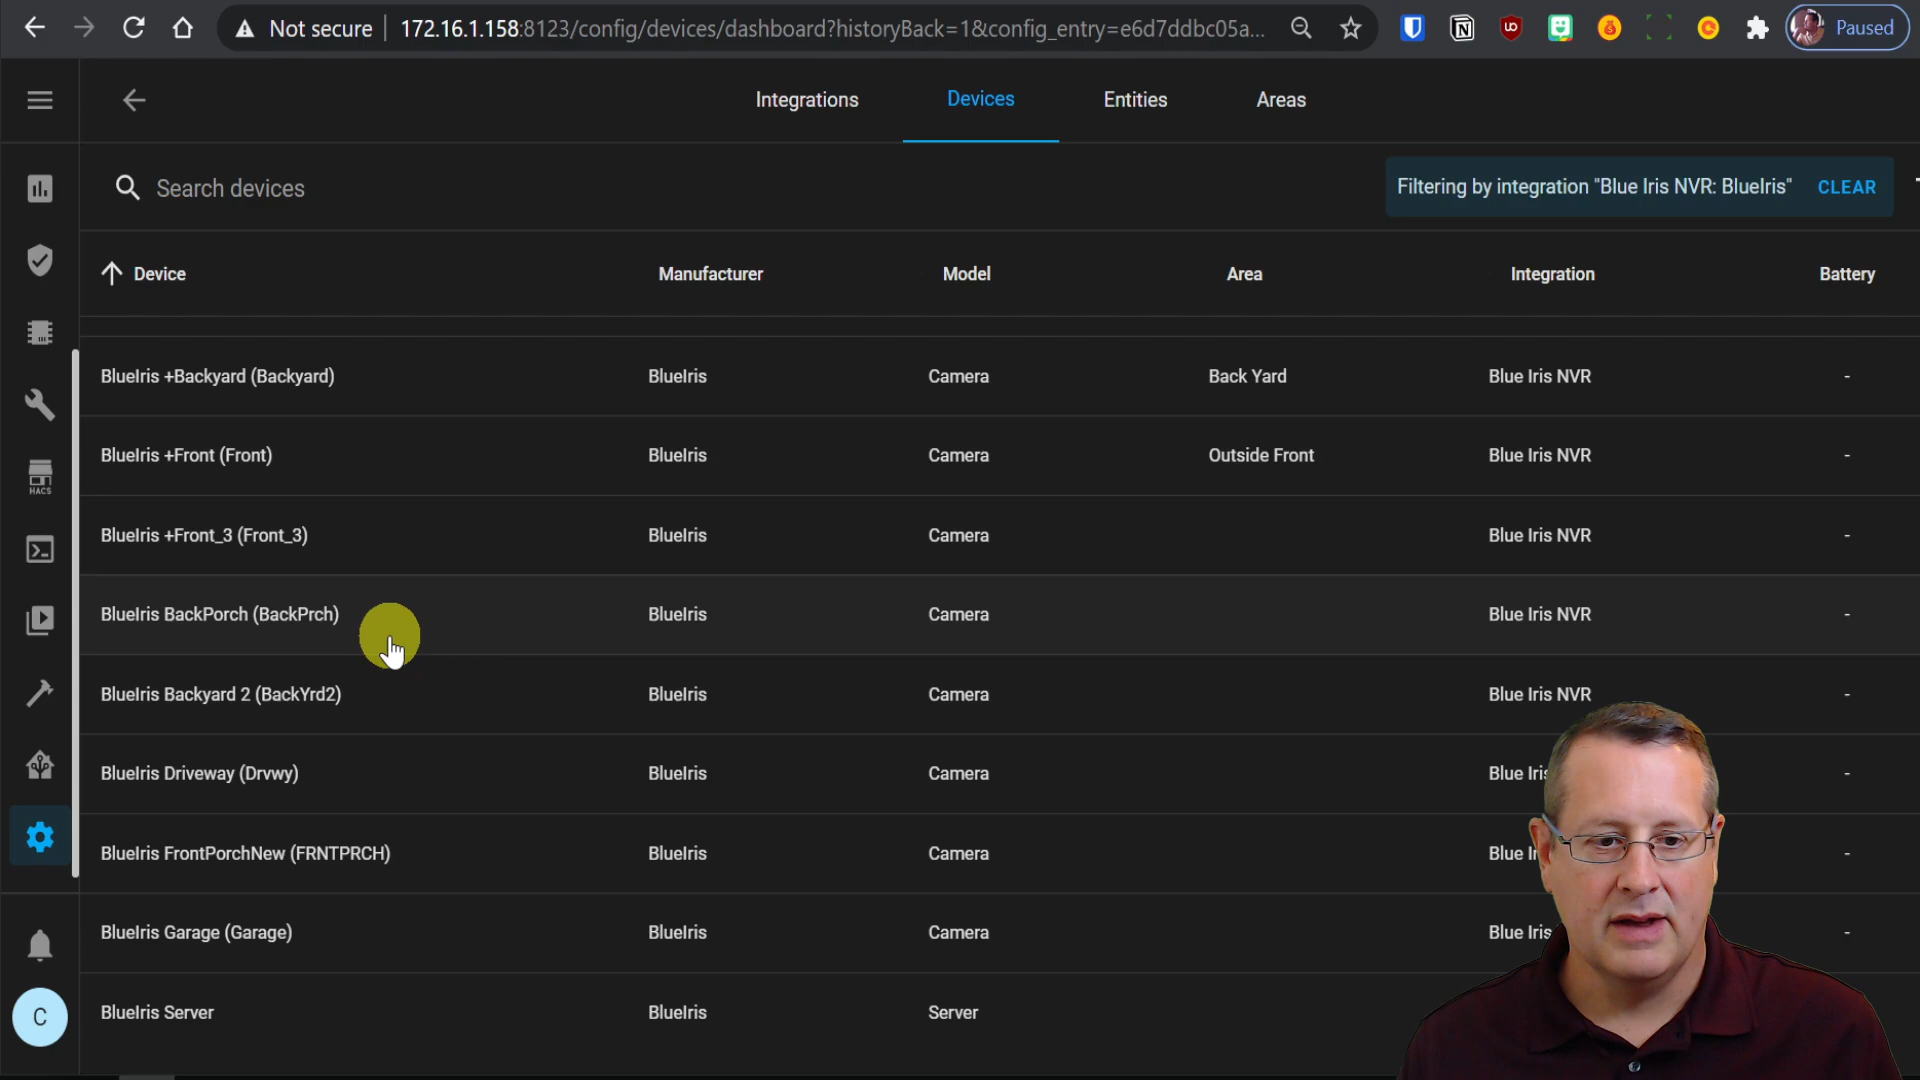 Not secure 172.16.1.158:8123/config/devices/dashboard?historyBack=1&config_entry=e6d7ddbc05a... Paused
Integrations Devices Entities Areas
Search devices Filtering by integration "Blue Iris NVR: BlueIris" CLEAR
Device Manufacturer Model Area Integration Battery
BlueIris +Backyard (Backyard) BlueIris Camera Back Yard Blue Iris NVR -
BlueIris +Front (Front) BlueIris Camera Outside Front Blue Iris NVR -
HACS
BlueIris +Front_3 (Front_3) BlueIris Camera Blue Iris NVR -
BlueIris BackPorch (BackPrch) BlueIris Camera Blue Iris NVR -
BlueIris Backyard 2 (BackYrd2) BlueIris Camera Blue Iris NVR -
BlueIris Driveway (Drvwy) BlueIris Camera Blue Iris -
BlueIris FrontPorchNew (FRNTPRCH) BlueIris Camera Blue -
BlueIris Garage (Garage) BlueIris Camera Blue Iris -
C BlueIris Server BlueIris Server